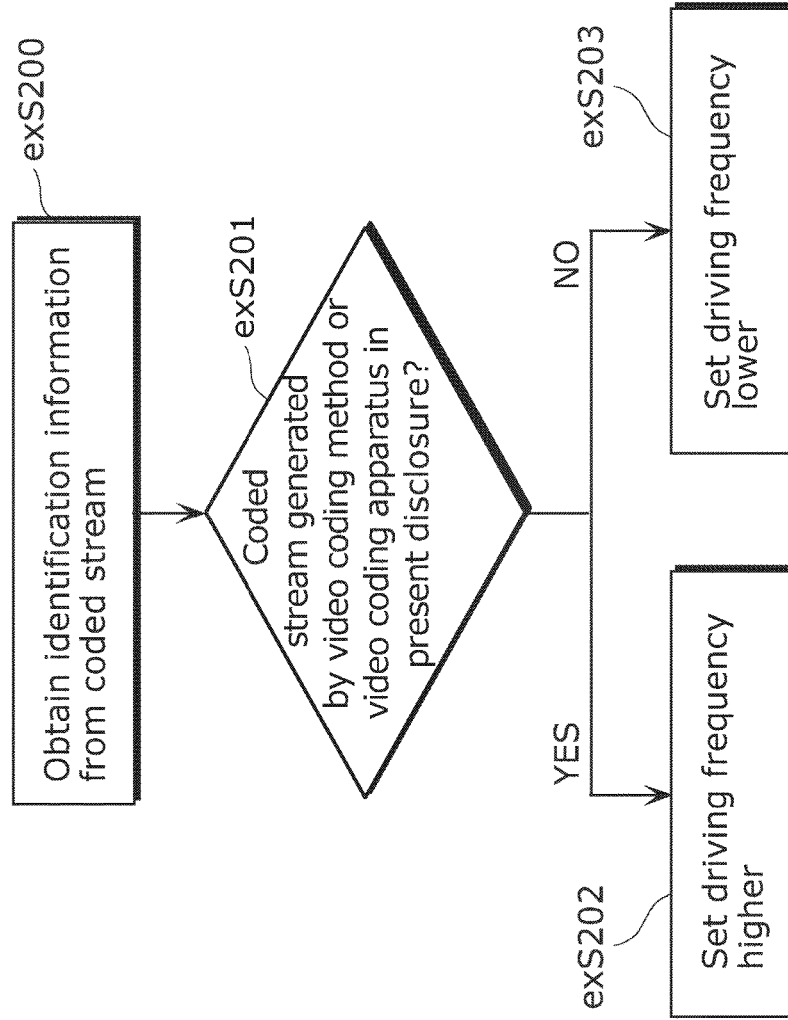 exS200
Obtain identification information
from coded stream
exS201
Coded
stream generated
by video coding method or
video coding apparatus in
present disclosure?
YES
NO
exS202
exS203
Set driving frequency
higher
Set driving frequency
lower